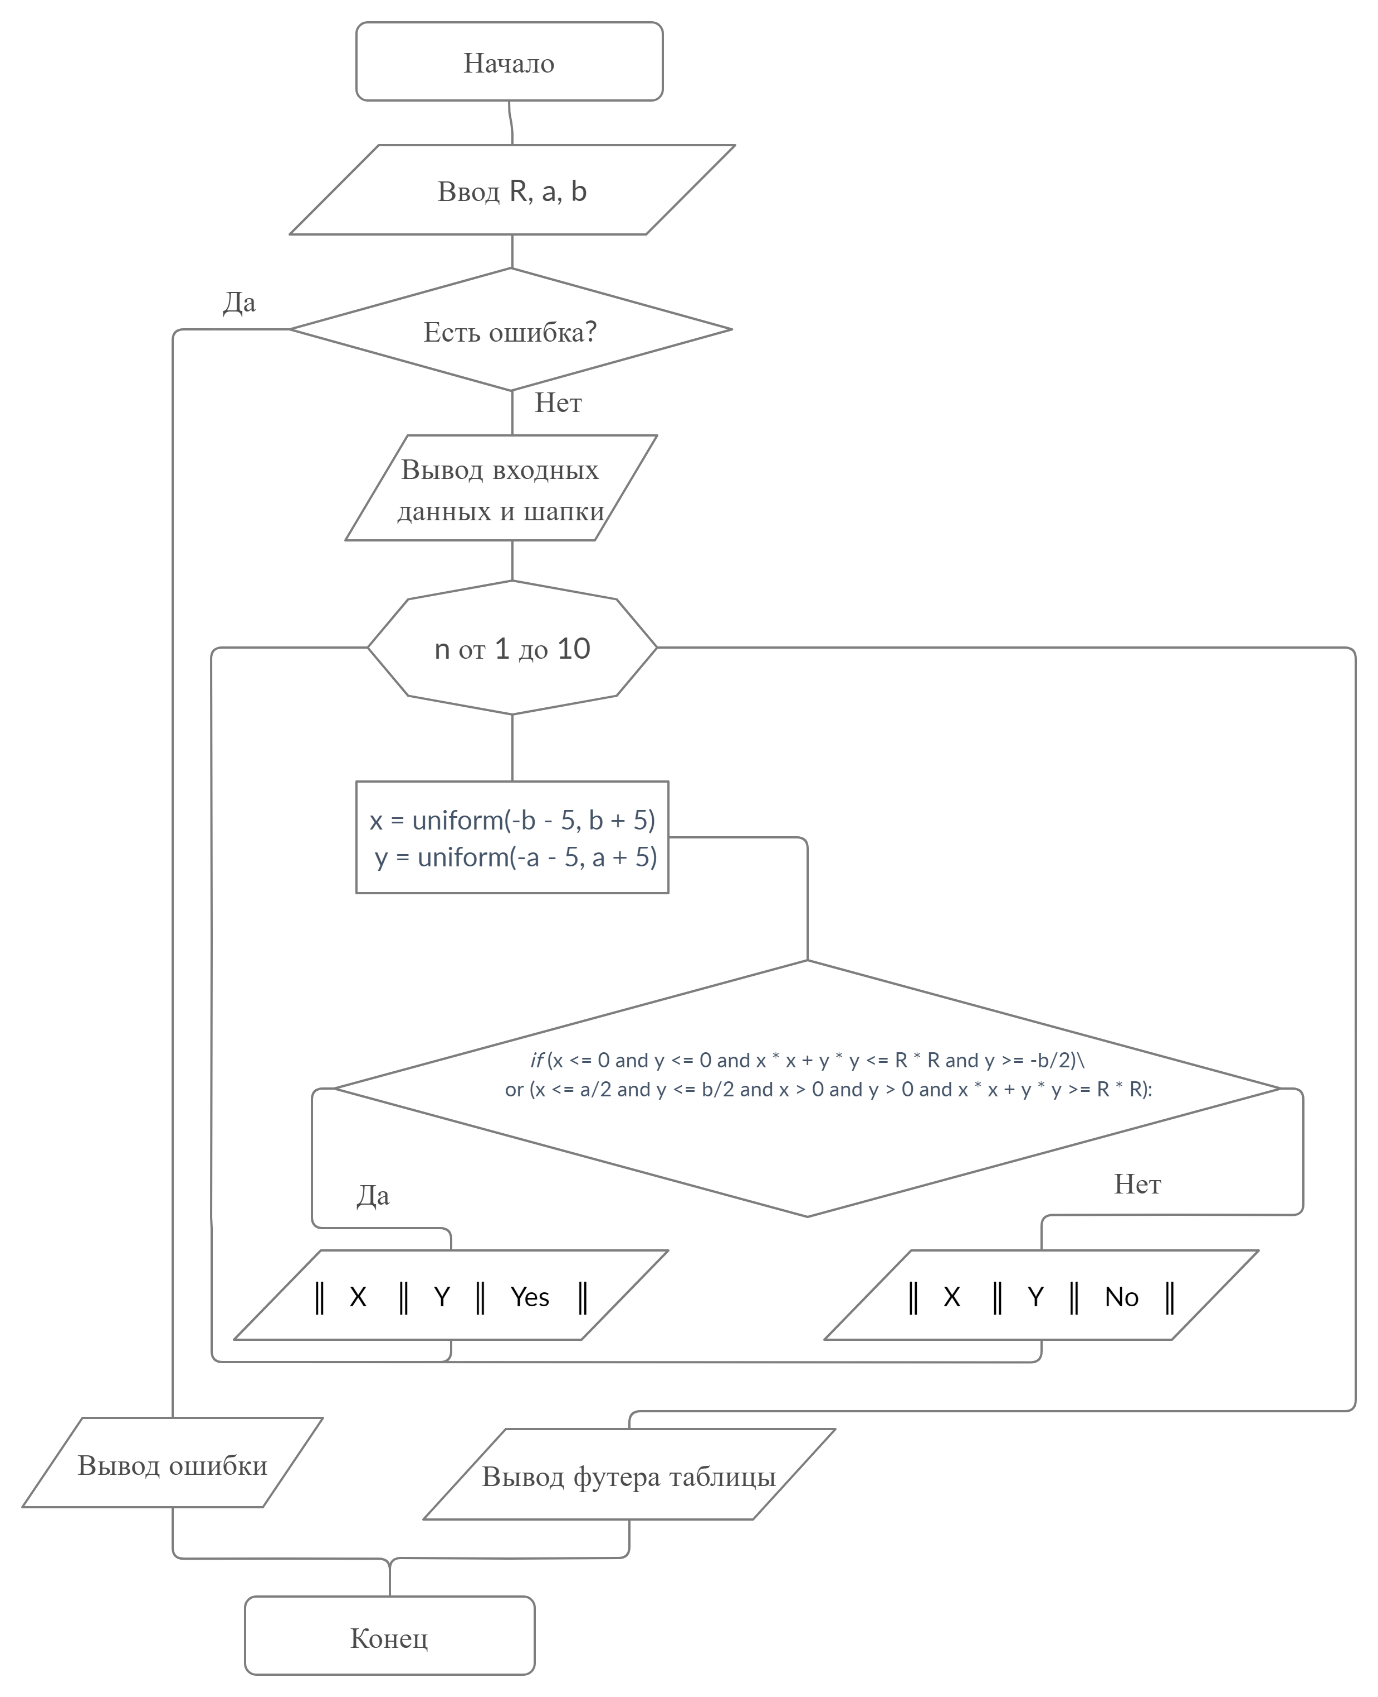 Начало
Ввод R, a, b
Есть ошибка?
Да
Нет
Вывод входных
данных и шапки
n от 1 до 10
x = uniform(-b - 5, b + 5)
y = uniform(-a - 5, a + 5)
if (x <= 0 and y <= 0 and x * x + y * y <= R * R and y >= -b/2)\
or (x <= a/2 and y <= b/2 and x > 0 and y > 0 and x * x + y * y >= R * R):
Да
Нет
║ X ║ Y ║ Yes ║
║ X ║ Y ║ No ║
Вывод ошибки
Вывод футера таблицы
Конец